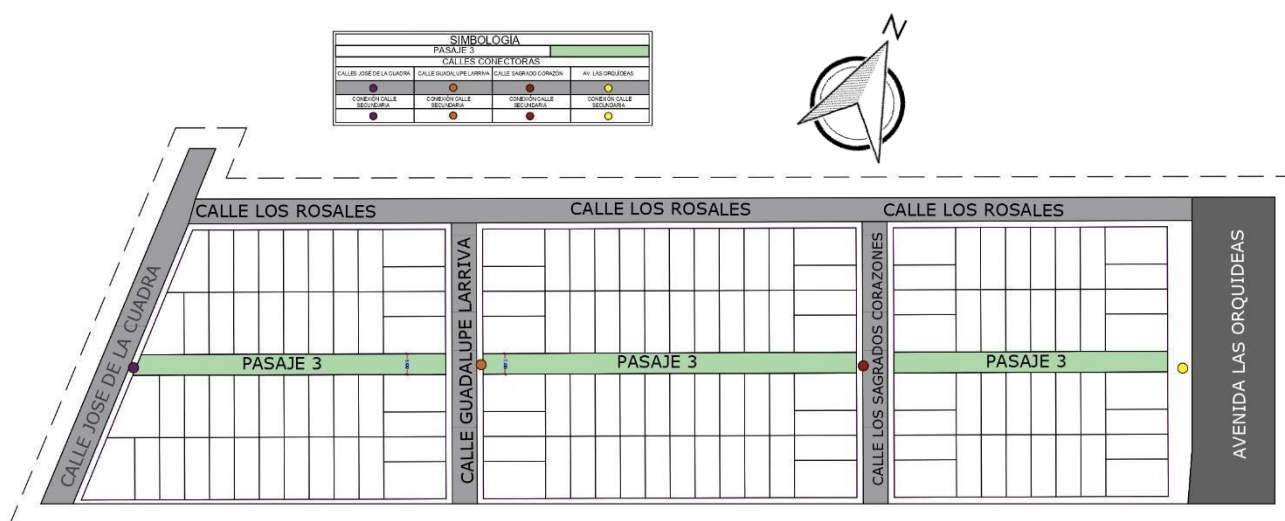 N
SIMBOLOGÍA
PASAJE 3
CALLES CONECTORAS
CALLES JOSÉ DE LA CUADRA CALLE GUADALUPE LARRIVA CALLE SAGRADO CORAZÓN AV. LAS ORQUÍDEAS
CONEXIÓN CALLE SECUNDARIA CONEXIÓN CALLE SECUNDARIA CONEXIÓN CALLE SECUNDARIA CONEXIÓN CALLE SECUNDARIA
CALLE LOS ROSALES CALLE LOS ROSALES CALLE LOS ROSALES
CALLE JOSE DE LA CUADRA
PASAJE 3
CALLE GUADALUPE LARRIVA
PASAJE 3
CALLE LOS SAGRADOS CORAZONES
PASAJE 3
AVENIDA LAS ORQUIDEAS